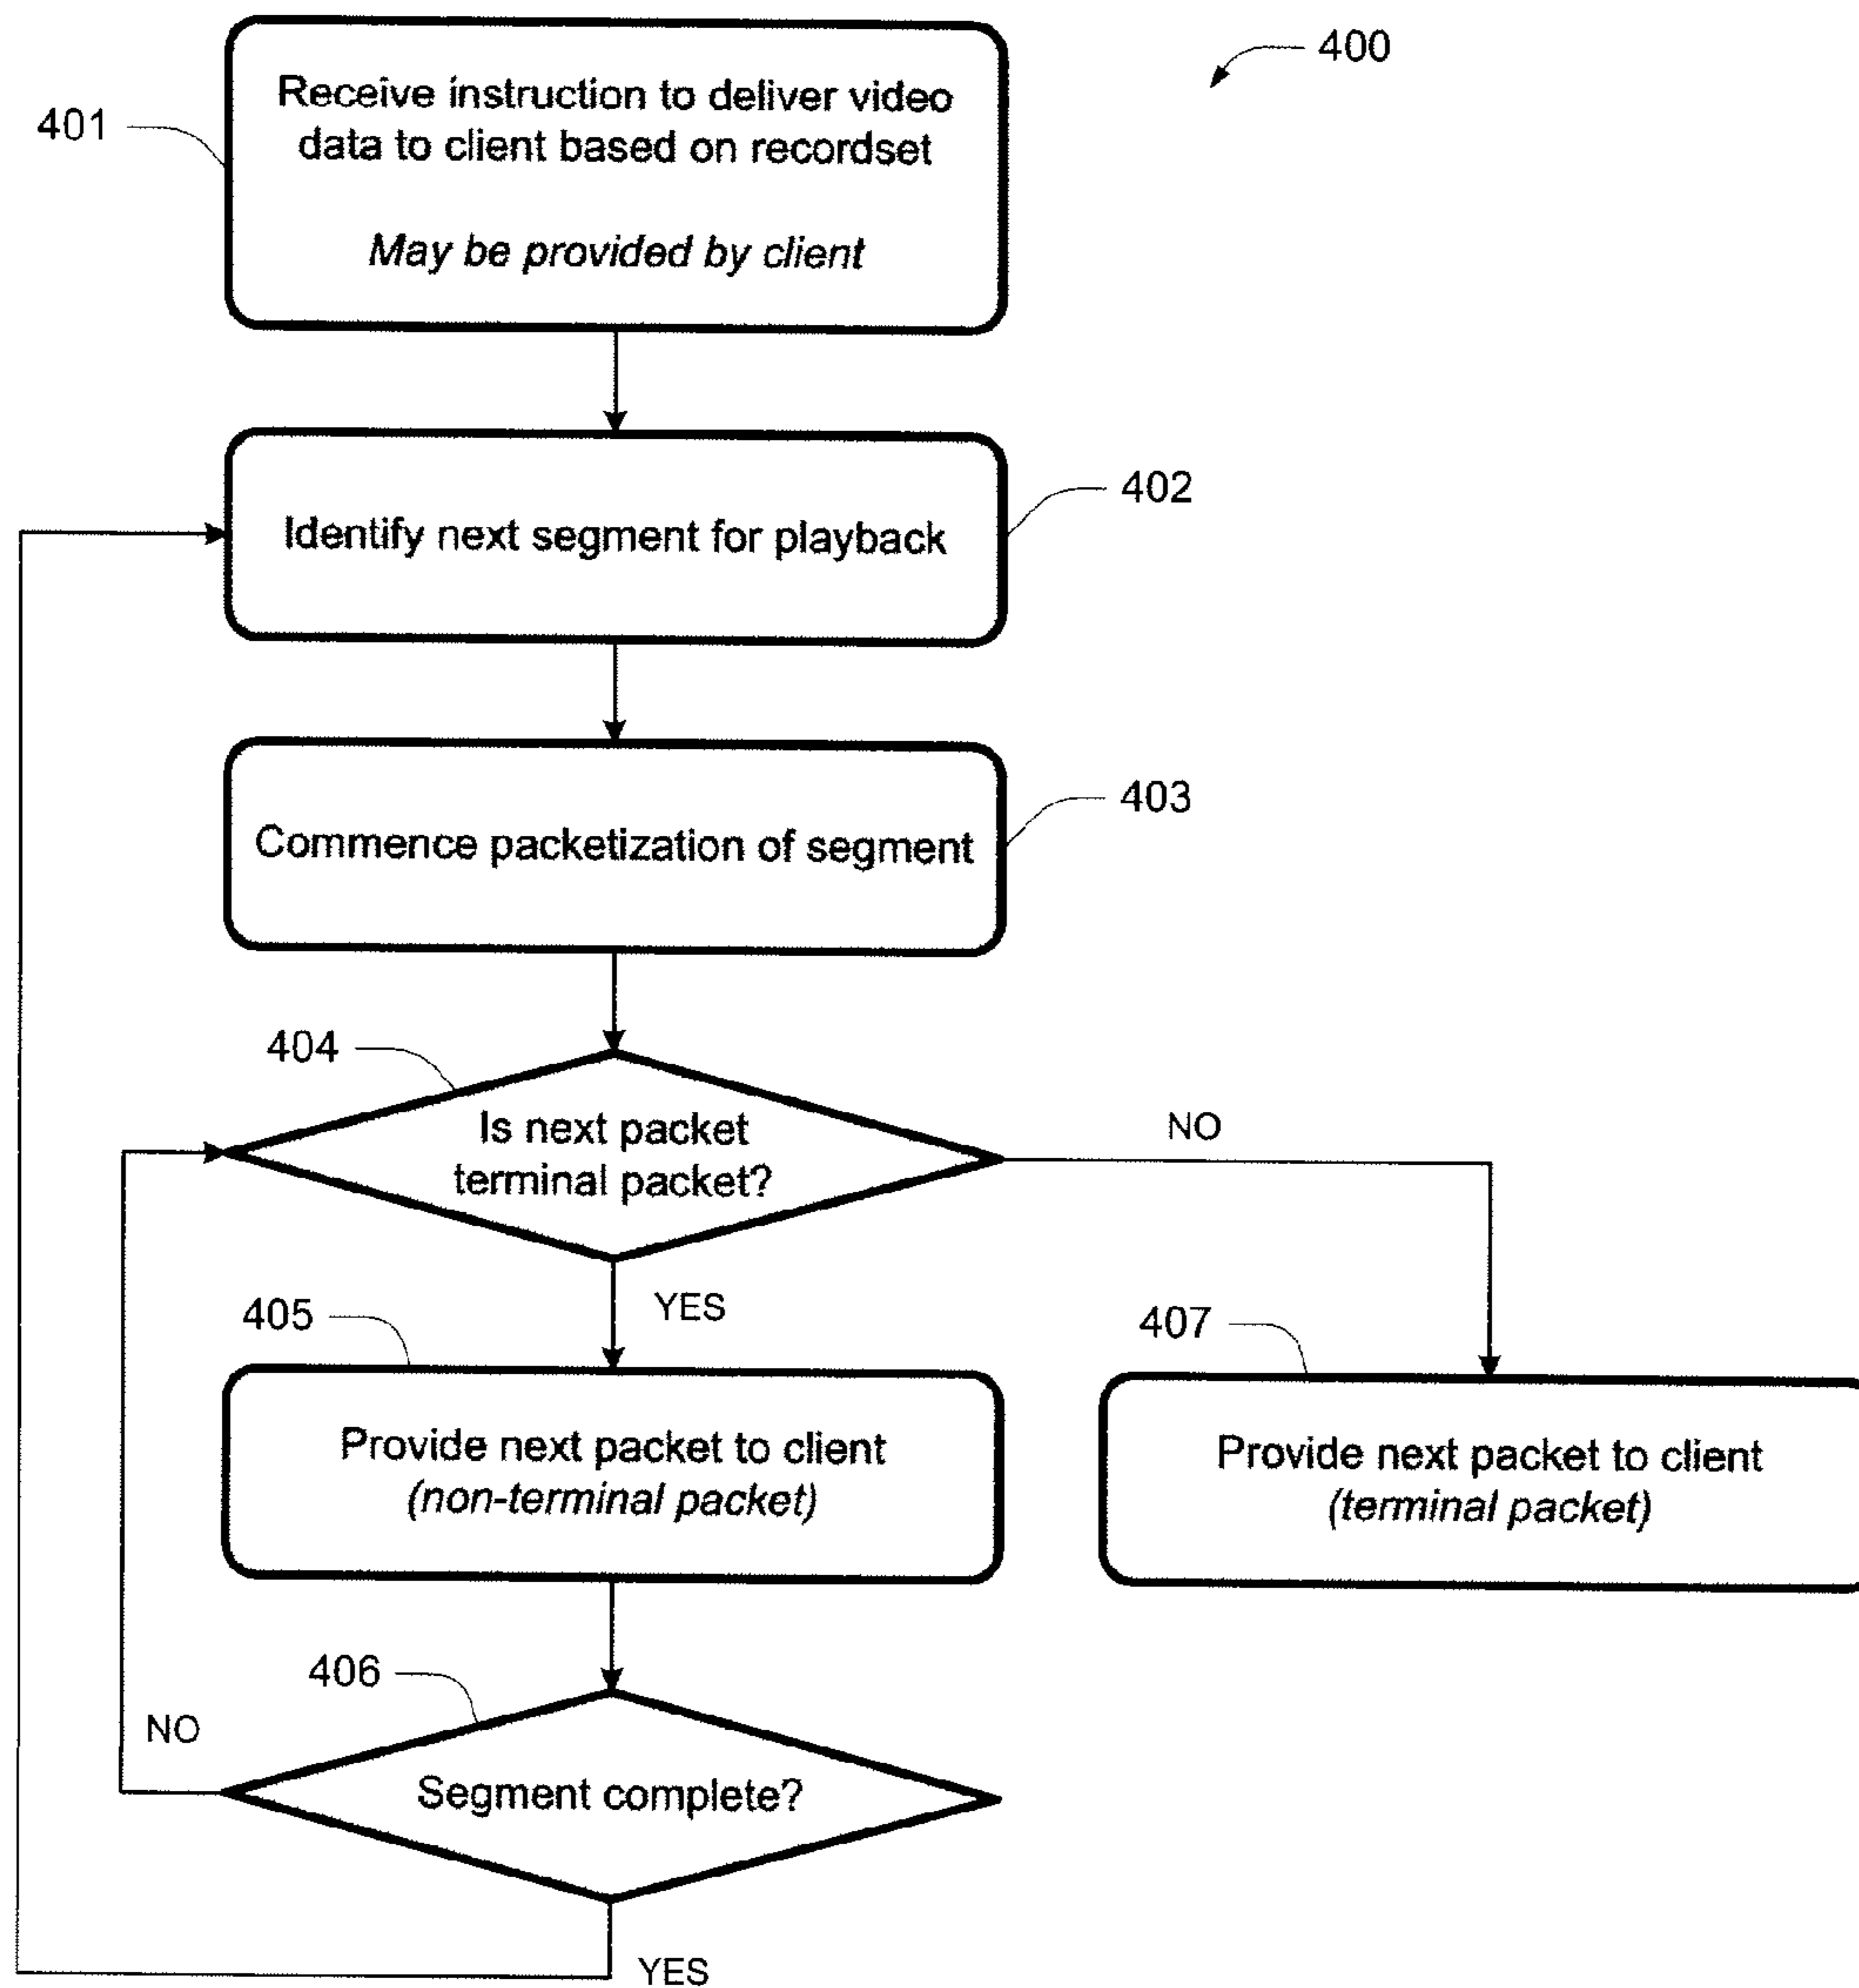 400
401
Receive instruction to deliver video
data to client based on recordset
May be provided by client
402
Identify next segment for playback
403
Commence packetization of segment
404
Is next packet
terminal packet?
NO
YES
405
Provide next packet to client
(non-terminal packet)
407
Provide next packet to client
(terminal packet)
406
NO
Segment complete?
YES